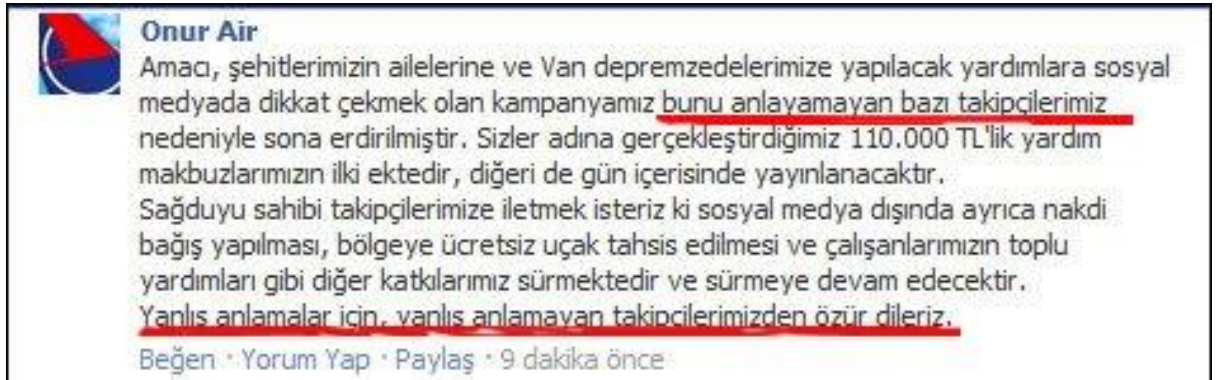 Onur Air
Amacı, şehitlerimizin ailelerine ve Van depremzedelerimize yapılacak yardımlara sosyal
medyada dikkat çekmek olan kampanyamız bunu anlayamayan bazı takipçilerimiz
nedeniyle sona erdirilmiştir. Sizler adına gerçekleştirdiğimiz 110.000 TL'lik yardım
makbuzlarımızın ilki ektedir, diğeri de gün içerisinde yayınlanacaktır.
Sağduyu sahibi takipçilerimize iletmek isteriz ki sosyal medya dışında ayrıca nakdi
bağış yapılması, bölgeye ücretsiz uçak tahsis edilmesi ve çalışanlarımızın toplu
yardımları gibi diğer katkılarımız sürmektedir ve sürmeye devam edecektir.
Yanlış anlamalar için, yanlış anlamayan takipçilerimizden özür dileriz.
Beğen · Yorum Yap · Paylaş · 9 dakika önce